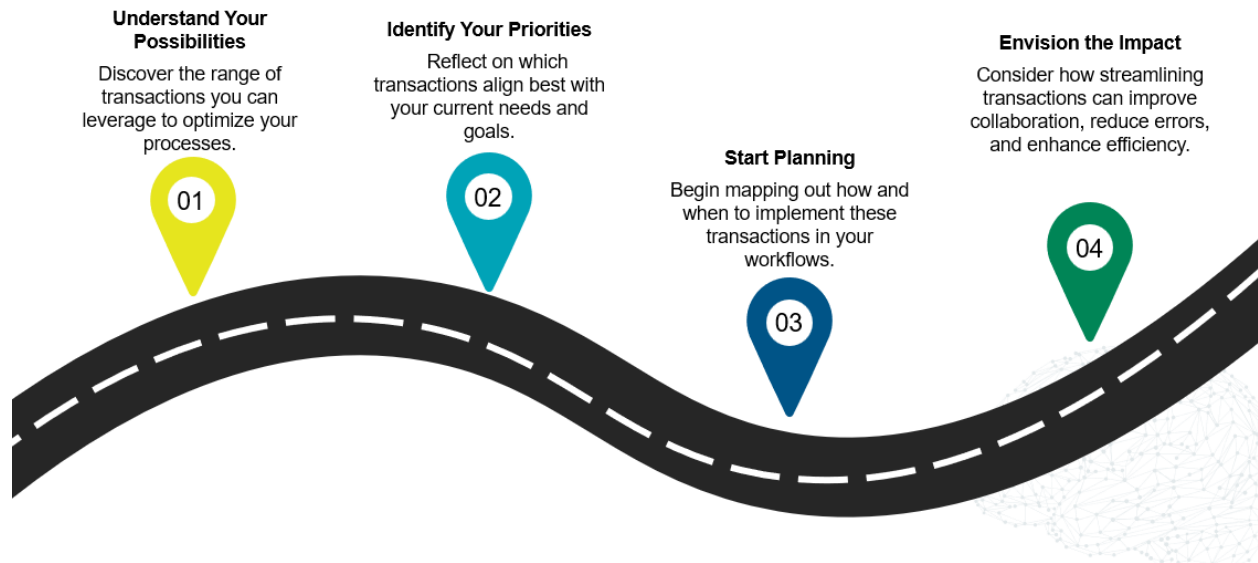 Understand Your
Possibilities
Discover the range of
transactions you can
leverage to optimize your
processes.
01
Identify Your Priorities
Reflect on which
transactions align best with
your current needs and
goals.
02
Start Planning
Begin mapping out how and
when to implement these
transactions in your
workflows.
03
Envision the Impact
Consider how streamlining
transactions can improve
collaboration, reduce errors,
and enhance efficiency.
04